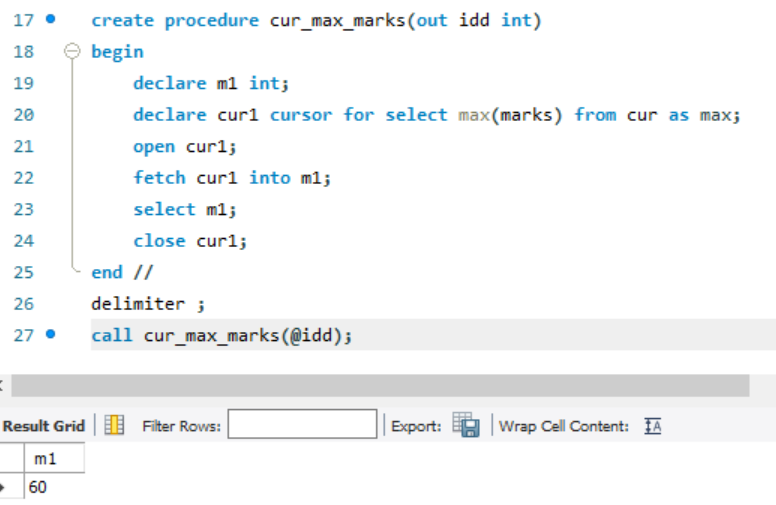 17 create procedure cur_max_marks(out idd int)
18 begin
19 declare m1 int;
20 declare cur1 cursor for select max(marks) from cur as max;
21 open cur1;
22 fetch cur1 into m1;
23 select m1;
24 close cur1;
25 end //
26 delimiter ;
27 call cur_max_marks(@idd);
Result Grid Filter Rows: Export: Wrap Cell Content: IA
m1
60